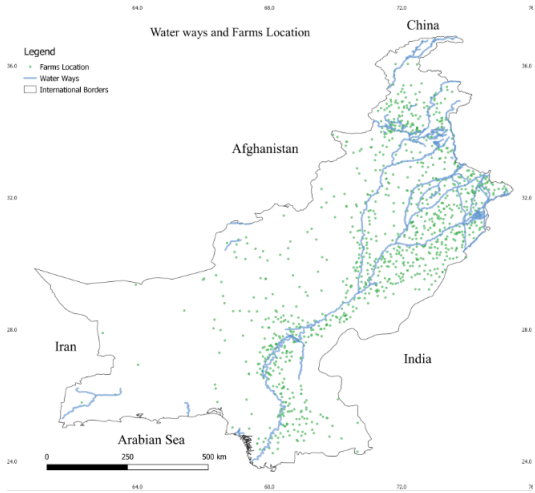 64.0 68.0 72.0 76
Water ways and Farms Location
China
Legend
Farms Location
Water Ways
International Borders
36.0 36.0
Afghanistan
32.0 32.0
28.0 28.0
Iran
India
Arabian Sea
0 250 500 km
24.0 24.0
64.0 68.0 72.0 76